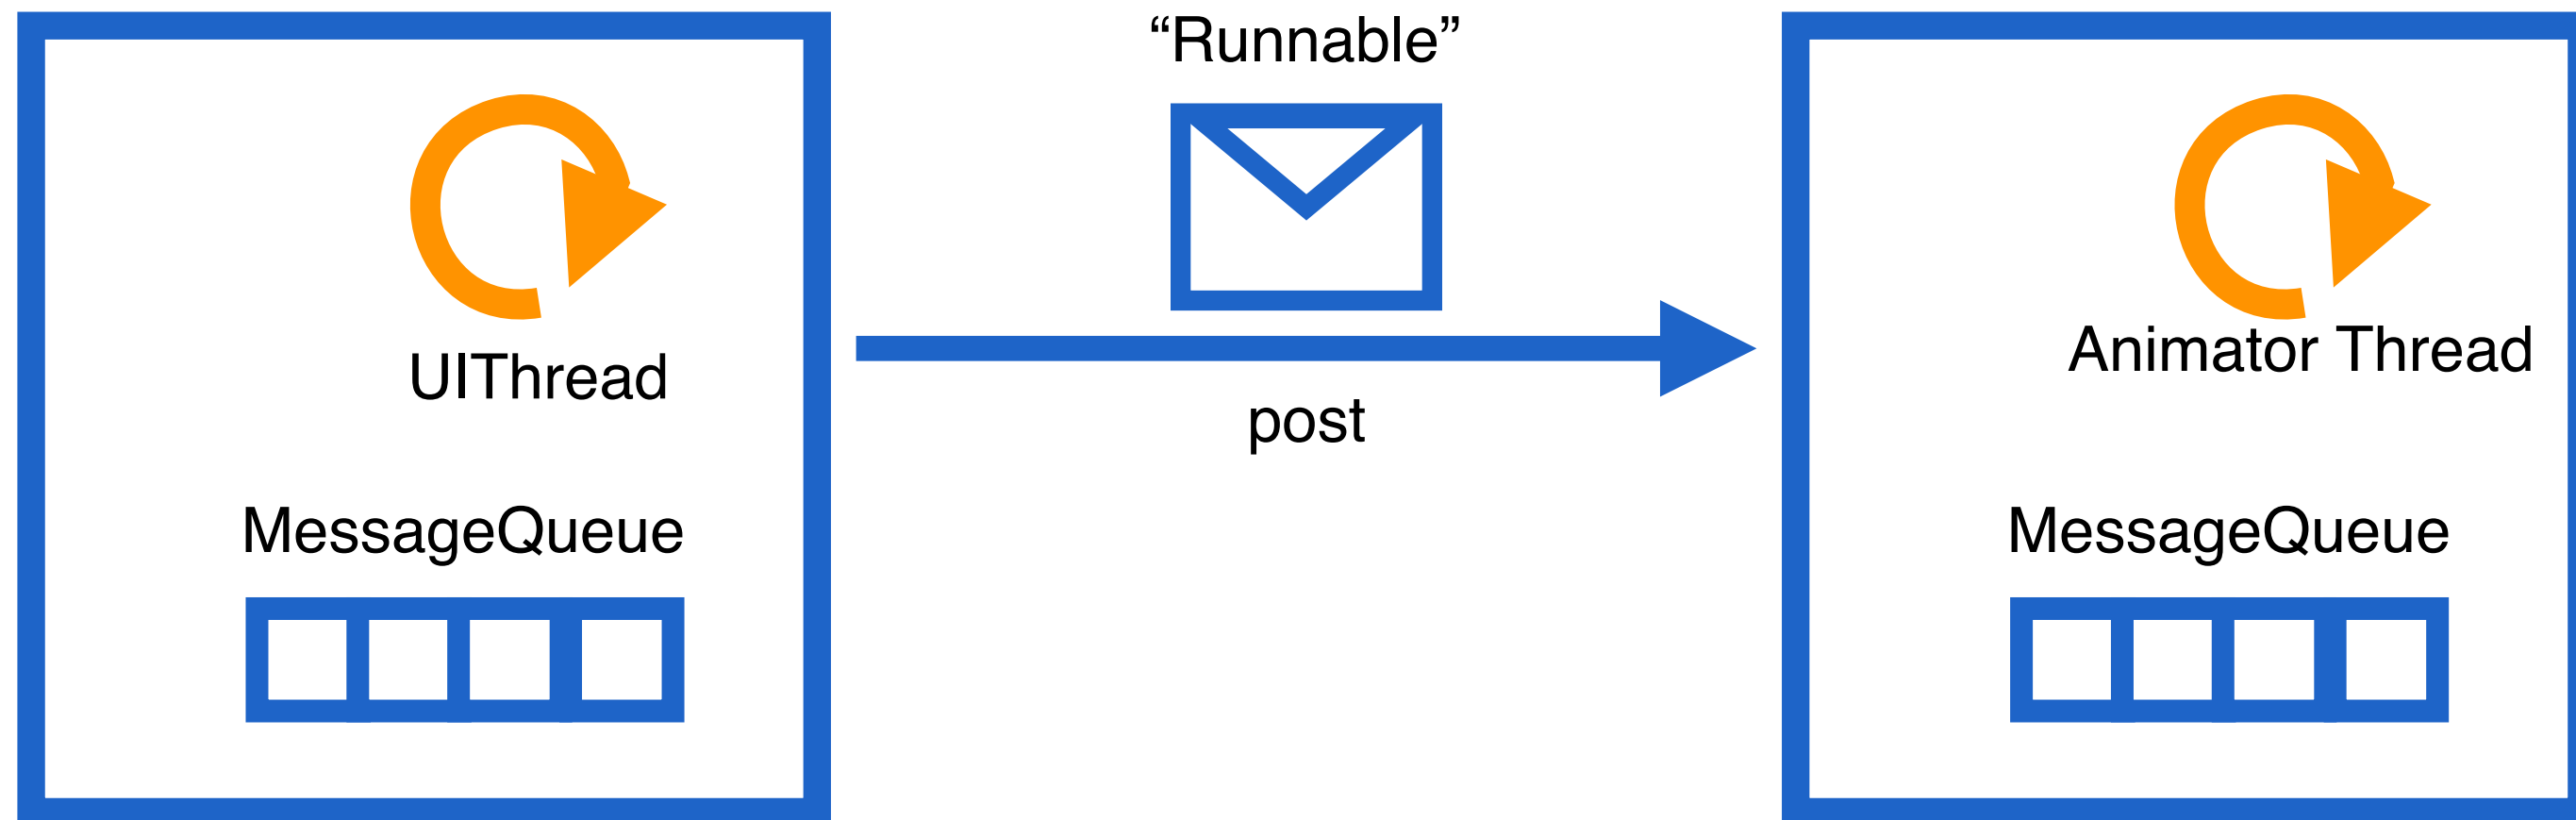 “Runnable”
UIThread
Animator Thread
post
MessageQueue
MessageQueue